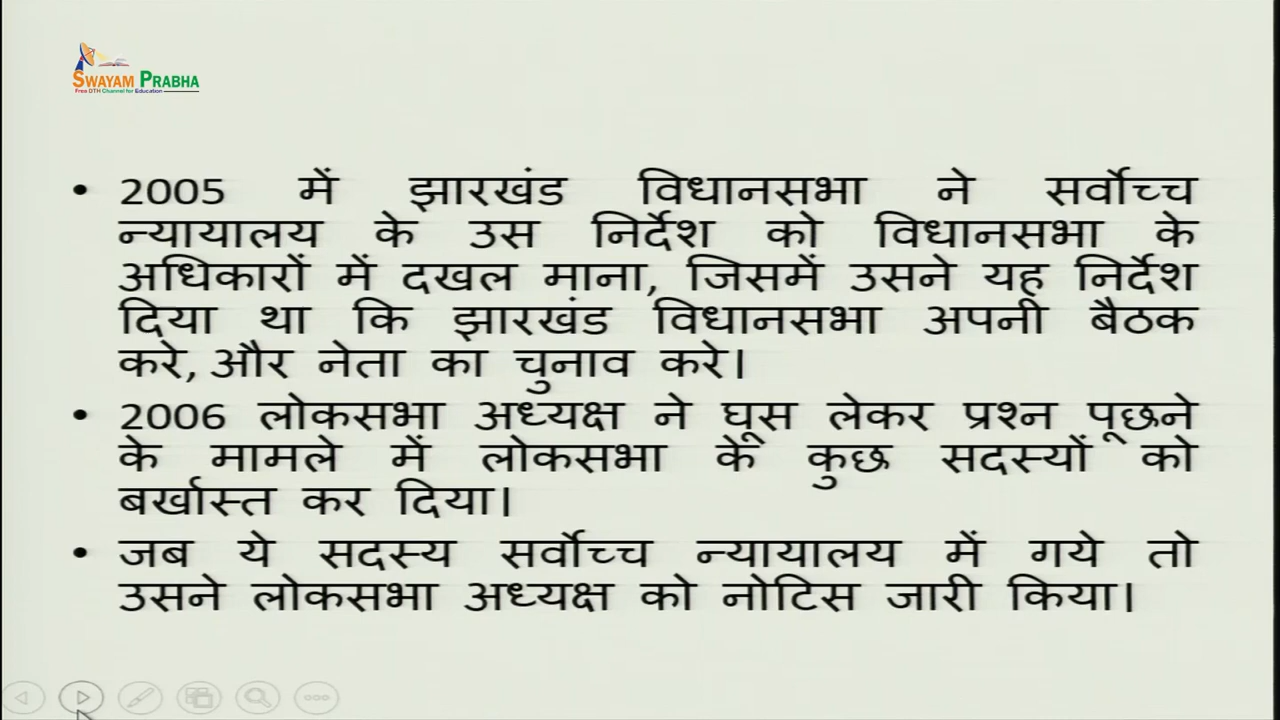 SWAYAM PRABHA
Free DTH Channel for Education
• 2005 में झारखंड विधानसभा ने सर्वोच्च
न्यायालय के उस निर्देश को विधानसभा के
अधिकारों में दखल माना, जिसमें उसने यह निर्देश
दिया था कि झारखंड विधानसभा अपनी बैठक
करे, और नेता का चुनाव करे।
• 2006 लोकसभा अध्यक्ष ने घूस लेकर प्रश्न पूछने
के मामले में लोकसभा के कुछ सदस्यों को
बर्खास्त कर दिया।
• जब ये सदस्य सर्वोच्च न्यायालय में गये तो
उसने लोकसभा अध्यक्ष को नोटिस जारी किया।